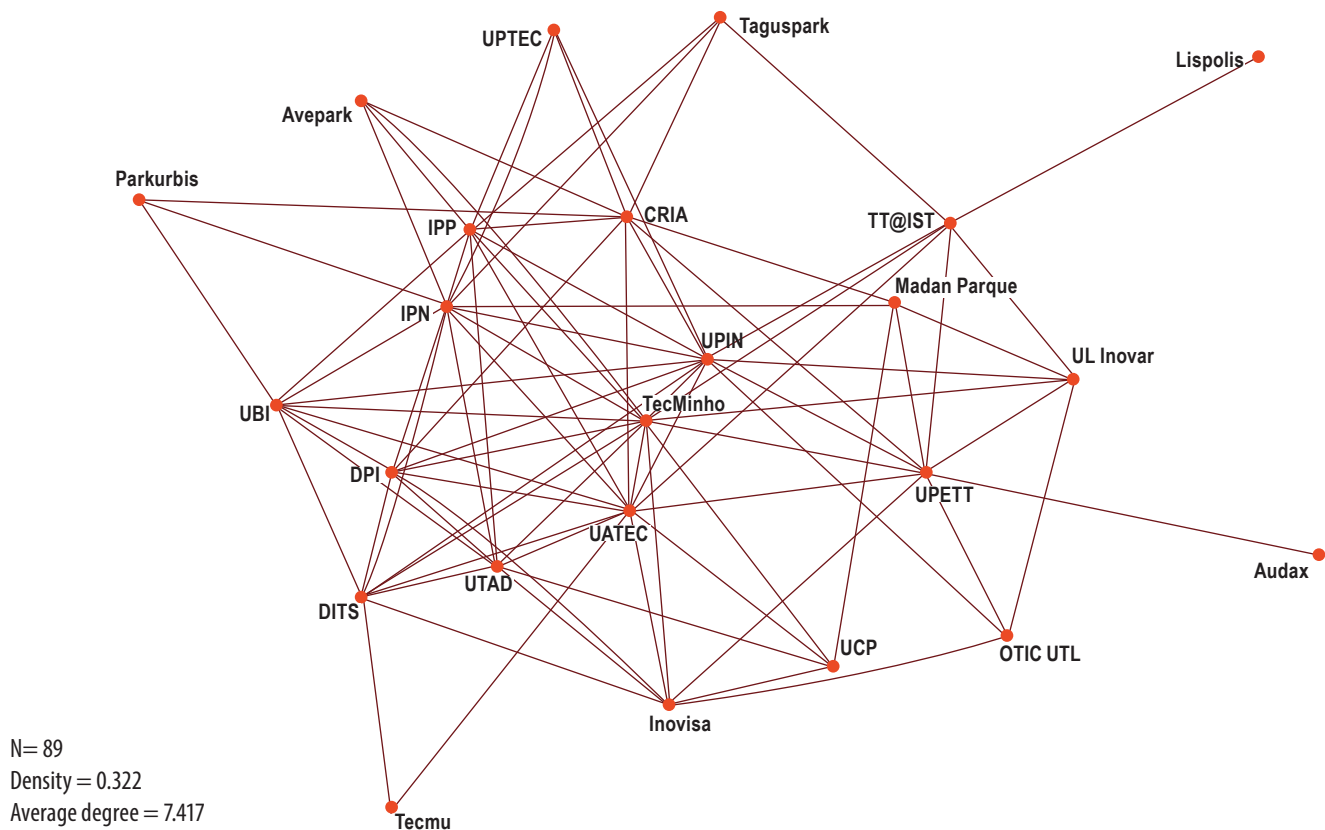 Taguspark
UPTEC
Lispolis
Avepark
Parkurbis
CRIA
TT@IST
IPP
Madan Parque
IPN
UPIN
UL Inovar
TecMinho
UBI
DPI
UPETT
UATEC
Audax
UTAD
DITS
UCP
OTIC UTL
Inovisa
N= 89
Density = 0.322
Average degree = 7.417
Tecmu